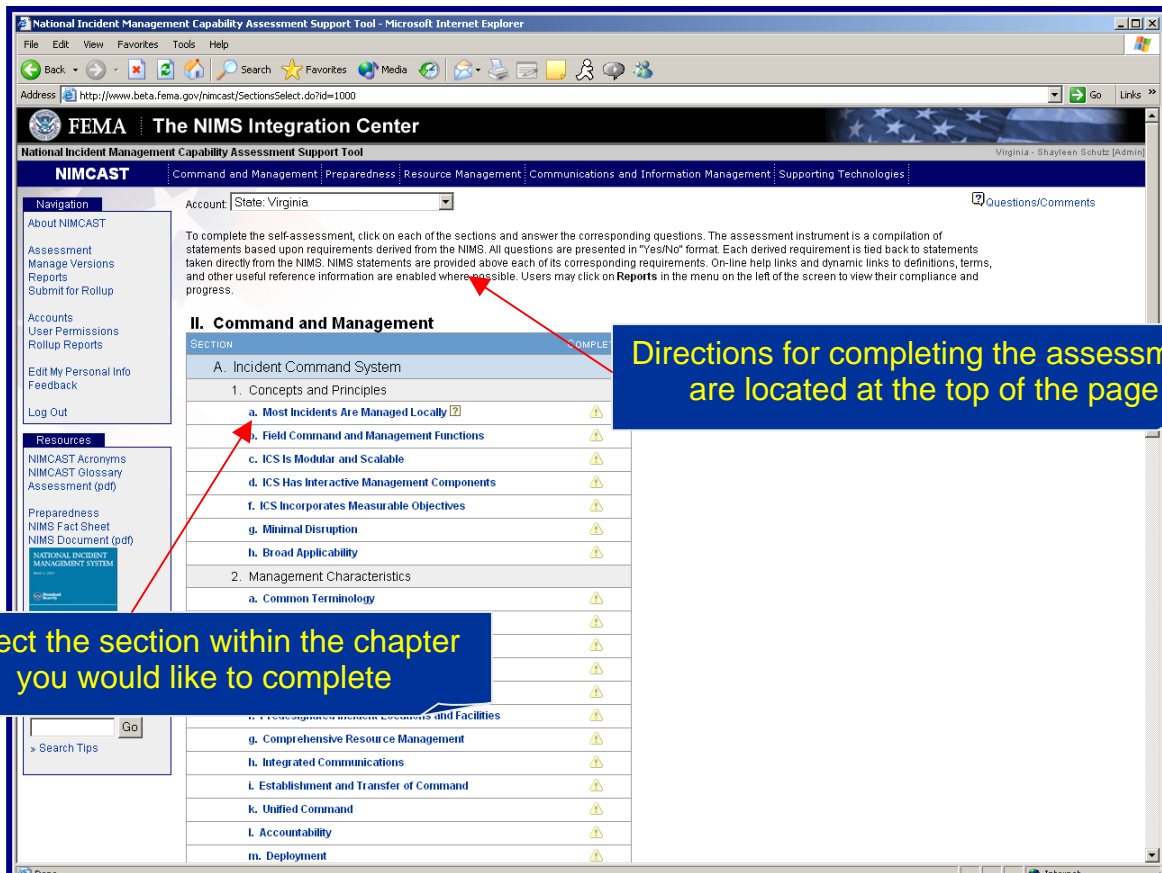 National Incident Management Capability Assessment Support Tool - Microsoft Internet Explorer
File Edit View Favorites Tools Help
Back Search Favorites Media
Address http://www.beta.fema.gov/nimcast/SectionsSelect.do?id=1000 Go Links »
FEMA The NIMS Integration Center
National Incident Management Capability Assessment Support Tool Virginia - Shayleen Schutz [Admin]
NIMCAST Command and Management Preparedness Resource Management Communications and Information Management Supporting Technologies
Navigation
About NIMCAST
Assessment
Manage Versions
Reports
Submit for Rollup
Accounts
User Permissions
Rollup Reports
Edit My Personal Info
Feedback
Log Out
Resources
NIMCAST Acronyms
NIMCAST Glossary
Assessment (pdf)
Preparedness
NIMS Fact Sheet
NIMS Document (pdf)
NATIONAL INCIDENT
MANAGEMENT SYSTEM
Go
» Search Tips
Account: State: Virginia Questions/Comments
To complete the self-assessment, click on each of the sections and answer the corresponding questions. The assessment instrument is a compilation of
statements based upon requirements derived from the NIMS. All questions are presented in "Yes/No" format. Each derived requirement is tied back to statements
taken directly from the NIMS. NIMS statements are provided above each of its corresponding requirements. On-line help links and dynamic links to definitions, terms,
and other useful reference information are enabled where possible. Users may click on Reports in the menu on the left of the screen to view their compliance and
progress.
II. Command and Management
SECTION COMPLET
A. Incident Command System
1. Concepts and Principles
a. Most Incidents Are Managed Locally
b. Field Command and Management Functions
c. ICS Is Modular and Scalable
d. ICS Has Interactive Management Components
f. ICS Incorporates Measurable Objectives
g. Minimal Disruption
h. Broad Applicability
2. Management Characteristics
a. Common Terminology
f. Predesignated Incident Locations and Facilities
g. Comprehensive Resource Management
h. Integrated Communications
i. Establishment and Transfer of Command
k. Unified Command
l. Accountability
m. Deployment
Directions for completing the assessm
are located at the top of the page
ect the section within the chapter
you would like to complete
Done Internet